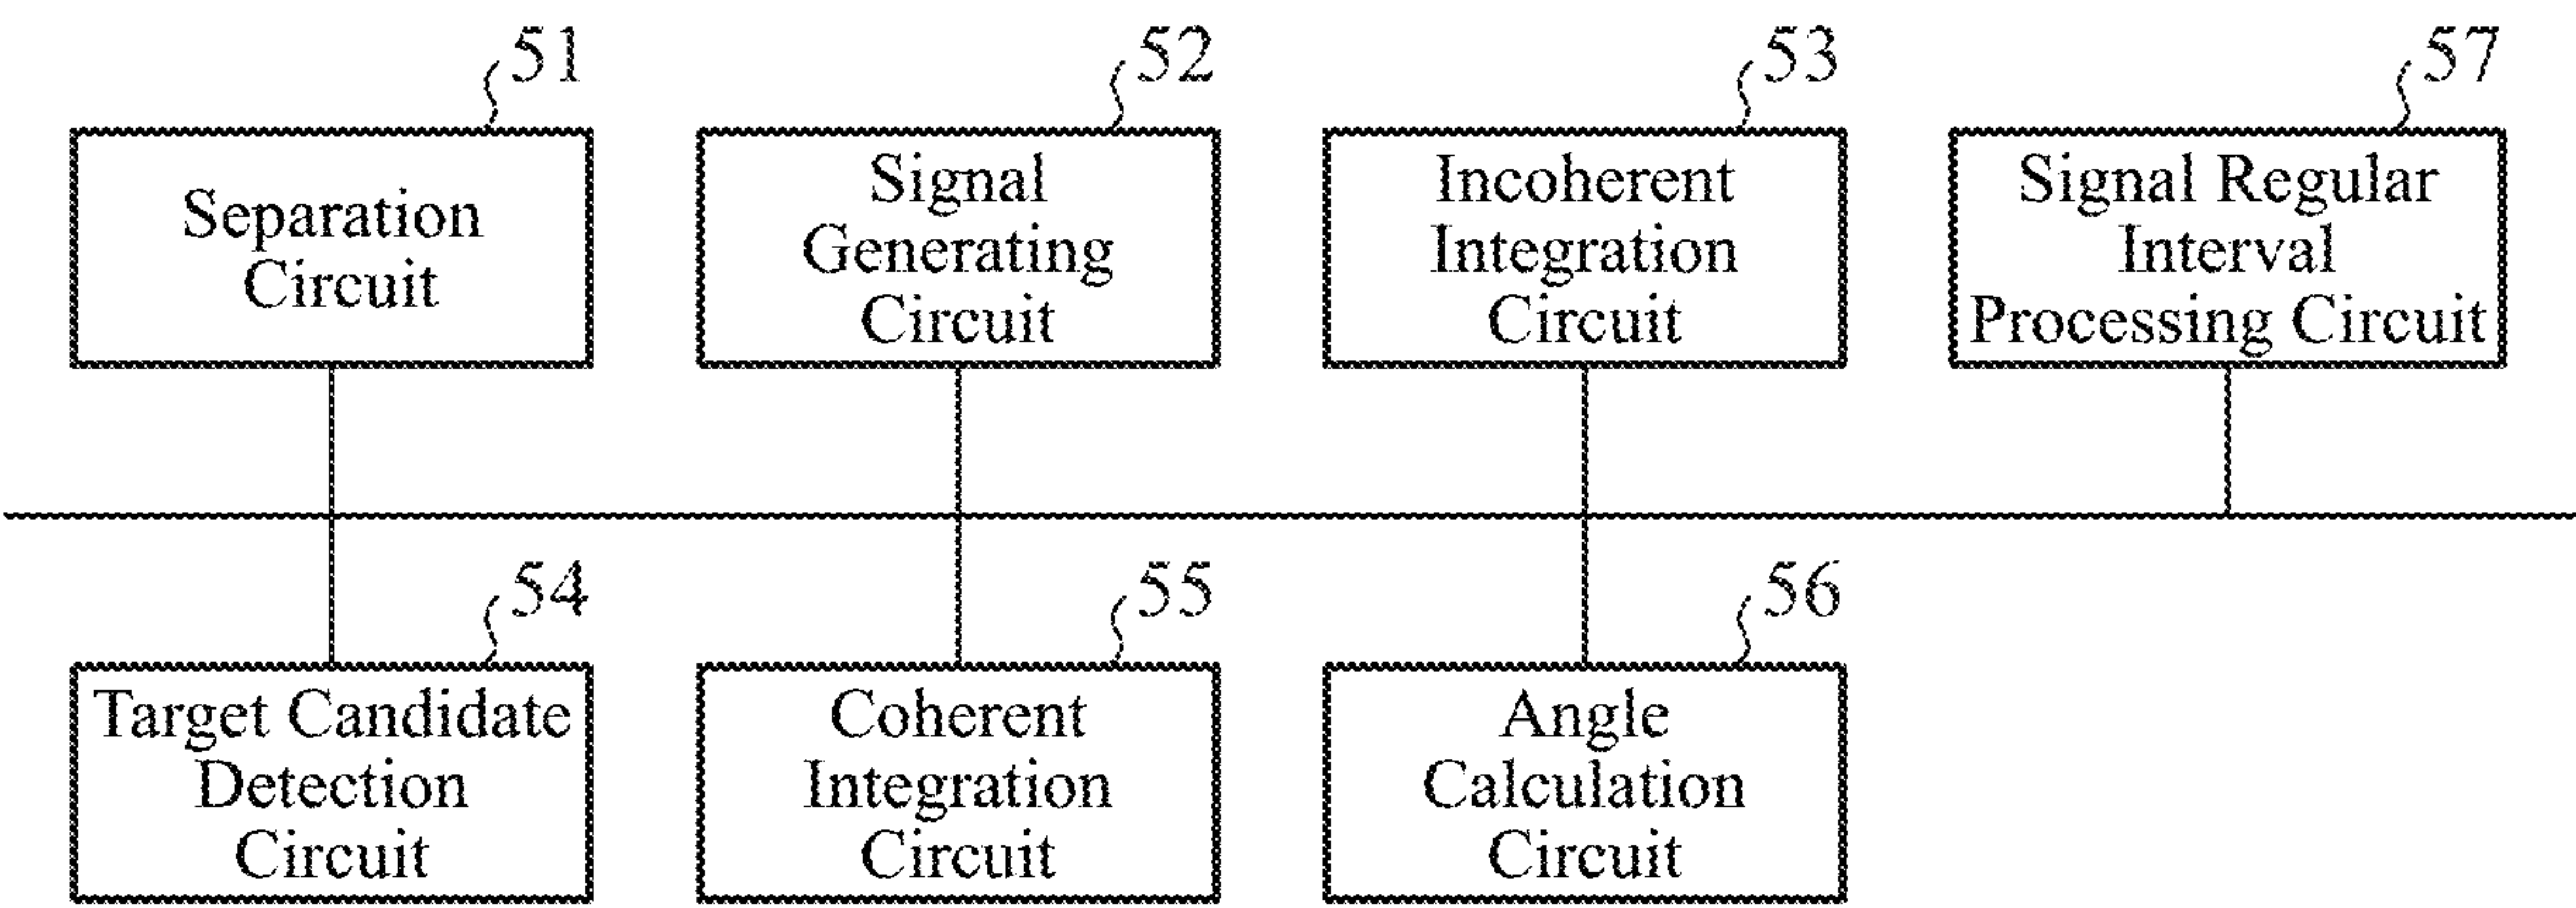 51
Separation
Circuit
52
Signal
Generating
Circuit
53
Incoherent
Integration
Circuit
57
Signal Regular
Interval
Processing Circuit
54
Target Candidate
Detection
Circuit
55
Coherent
Integration
Circuit
56
Angle
Calculation
Circuit